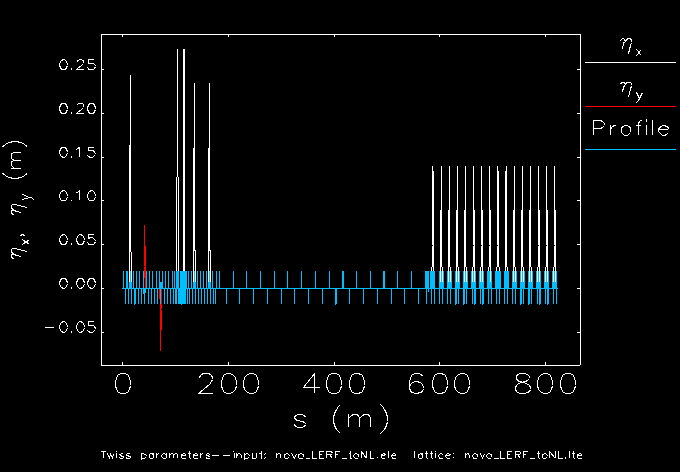 ηx
ηy
Profile
ηx, ηy (m)
0.25
0.20
0.15
0.10
0.05
0.00
−0.05
0 200 400 600 800
s (m)
Twiss parameters--input: novo_LERF_toNL.ele lattice: novo_LERF_toNL.lte